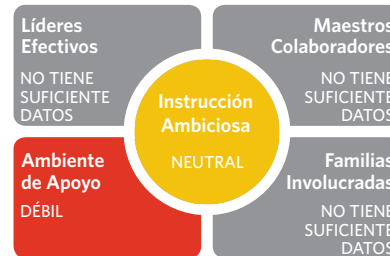 Líderes
Efectivos
NO TIENE
SUFICIENTE
DATOS
Maestros
Colaboradores
NO TIENE
SUFICIENTE
DATOS
Instrucción
Ambiciosa
NEUTRAL
Ambiente
de Apoyo
DÉBIL
Familias
Involucradas
NO TIENE
SUFICIENTE
DATOS